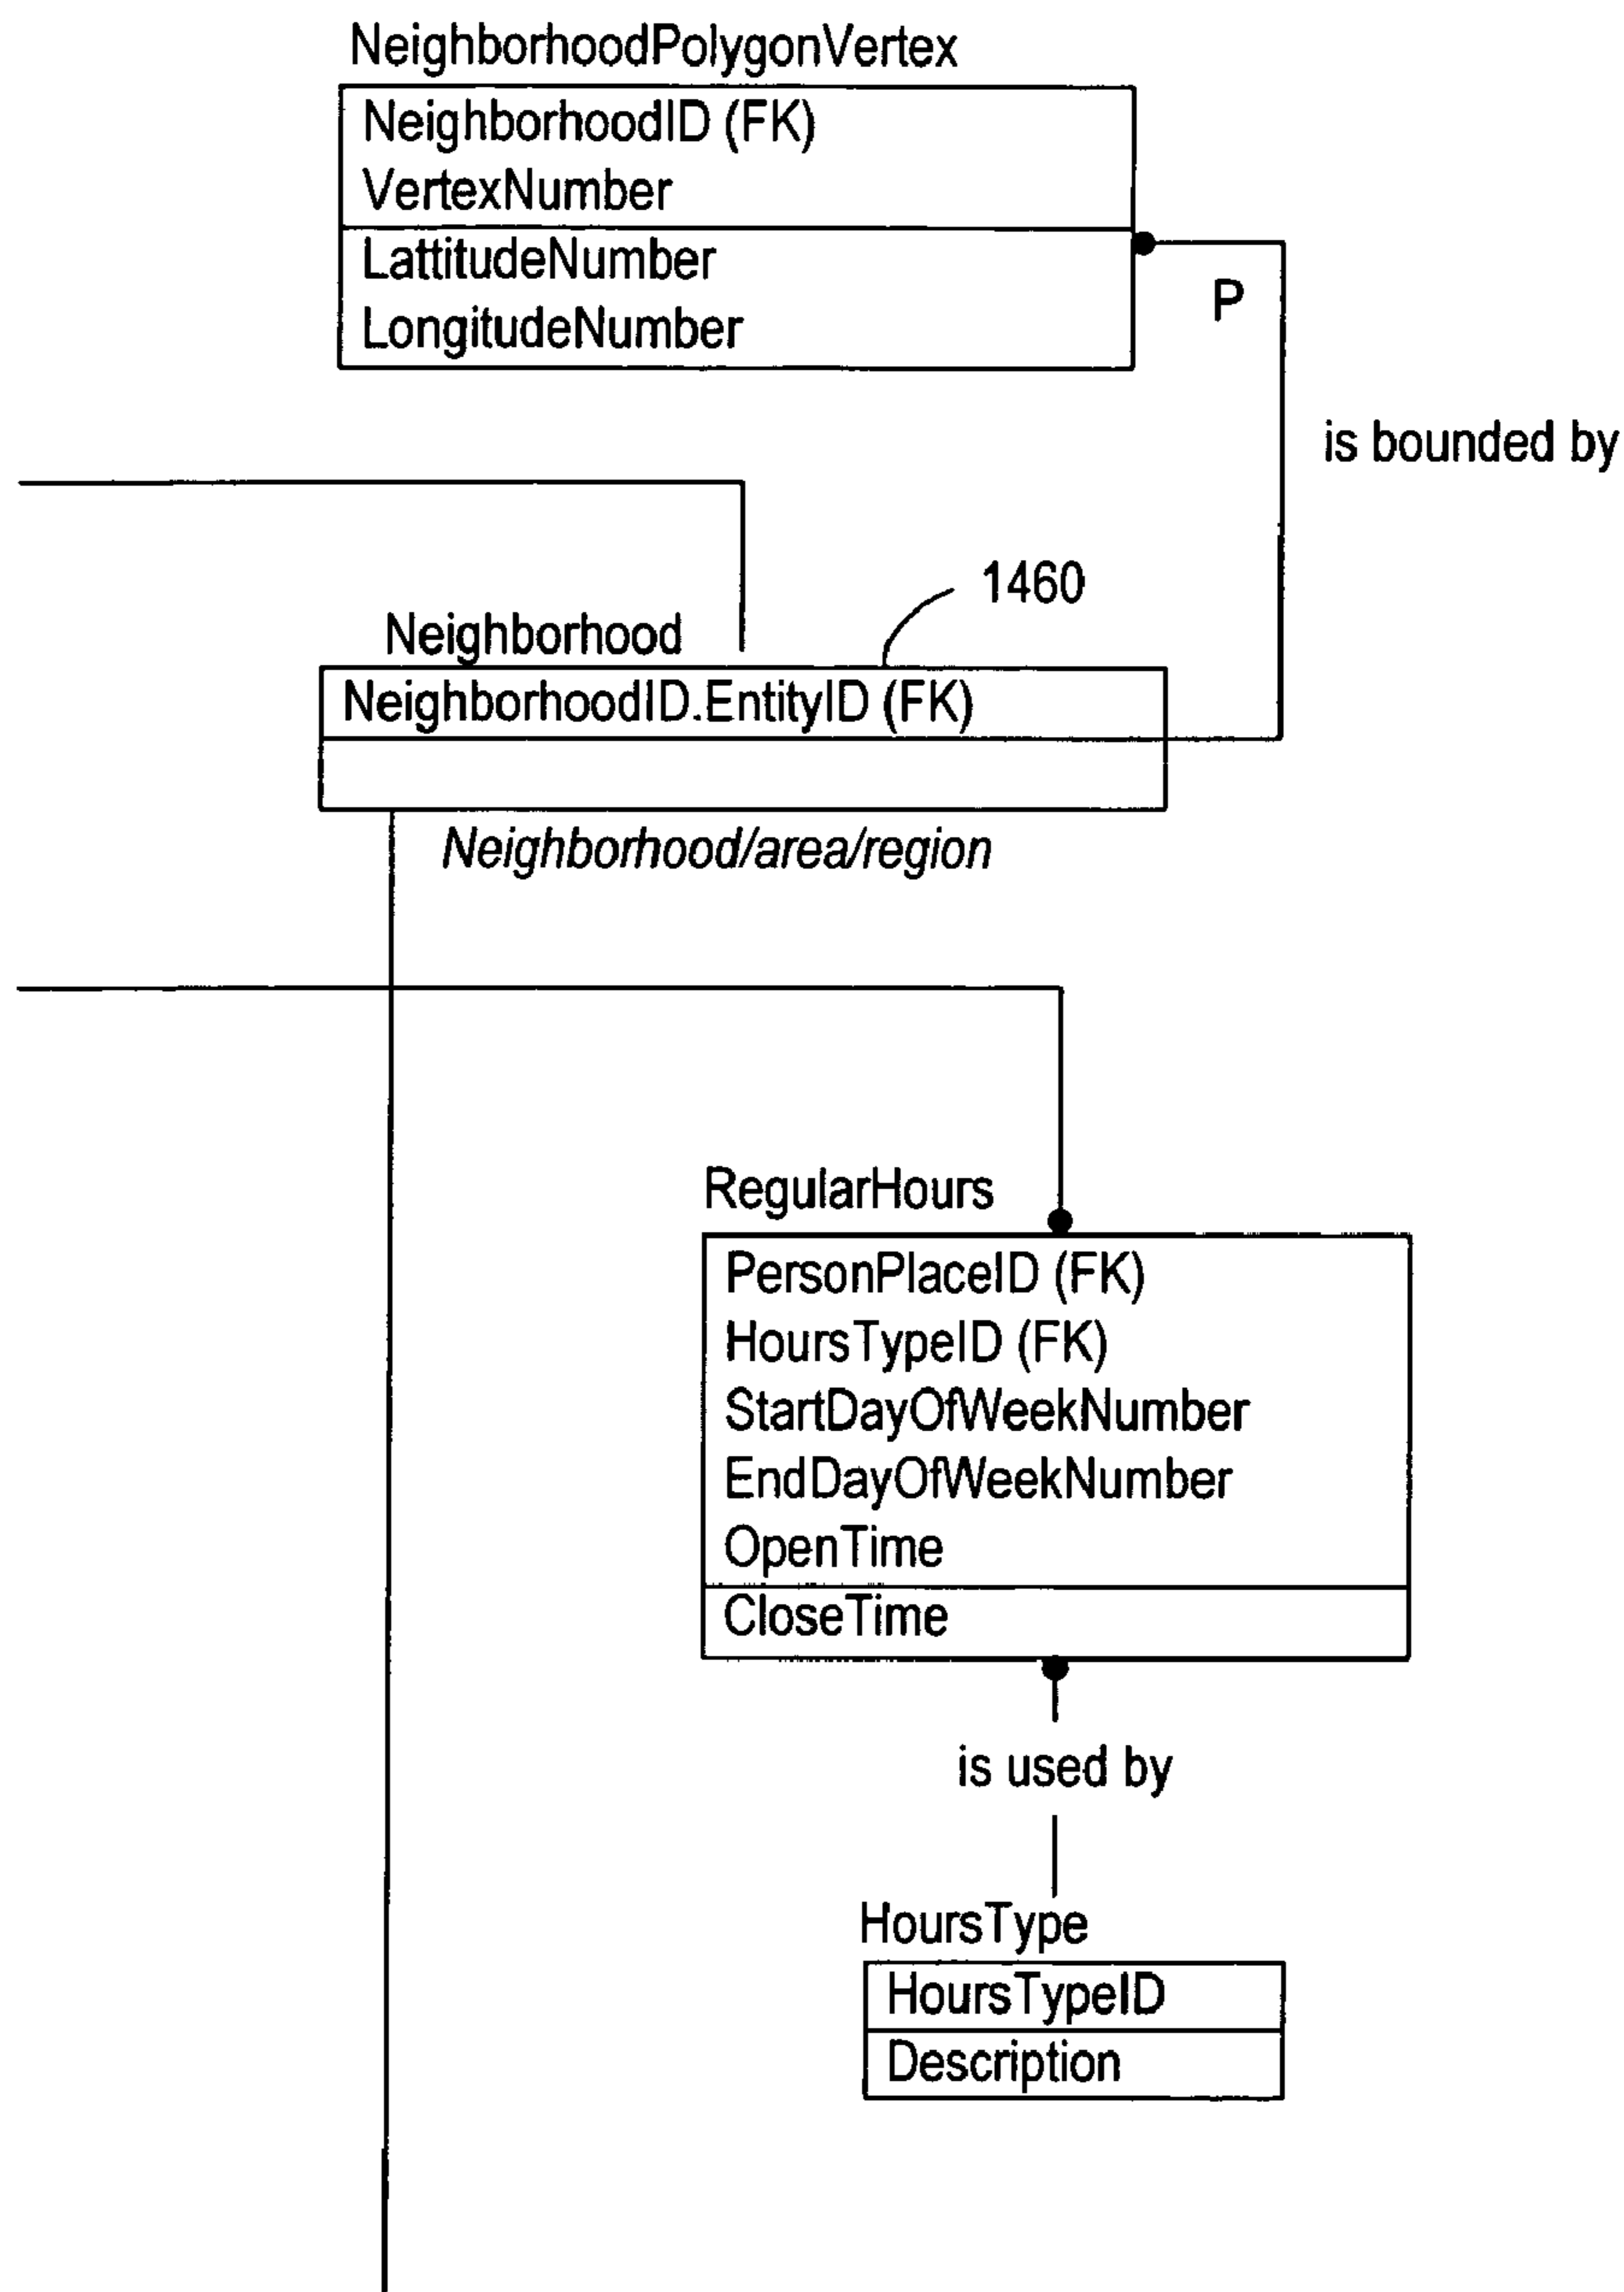 NeighborhoodPolygonVertex
NeighborhoodID (FK)
VertexNumber
LattitudeNumber
LongitudeNumber
P
is bounded by
1460
Neighborhood
NeighborhoodID.EntityID (FK)
Neighborhood/area/region
RegularHours
PersonPlaceID (FK)
HoursTypeID (FK)
StartDayOfWeekNumber
EndDayOfWeekNumber
OpenTime
CloseTime
is used by
HoursType
HoursTypeID
Description